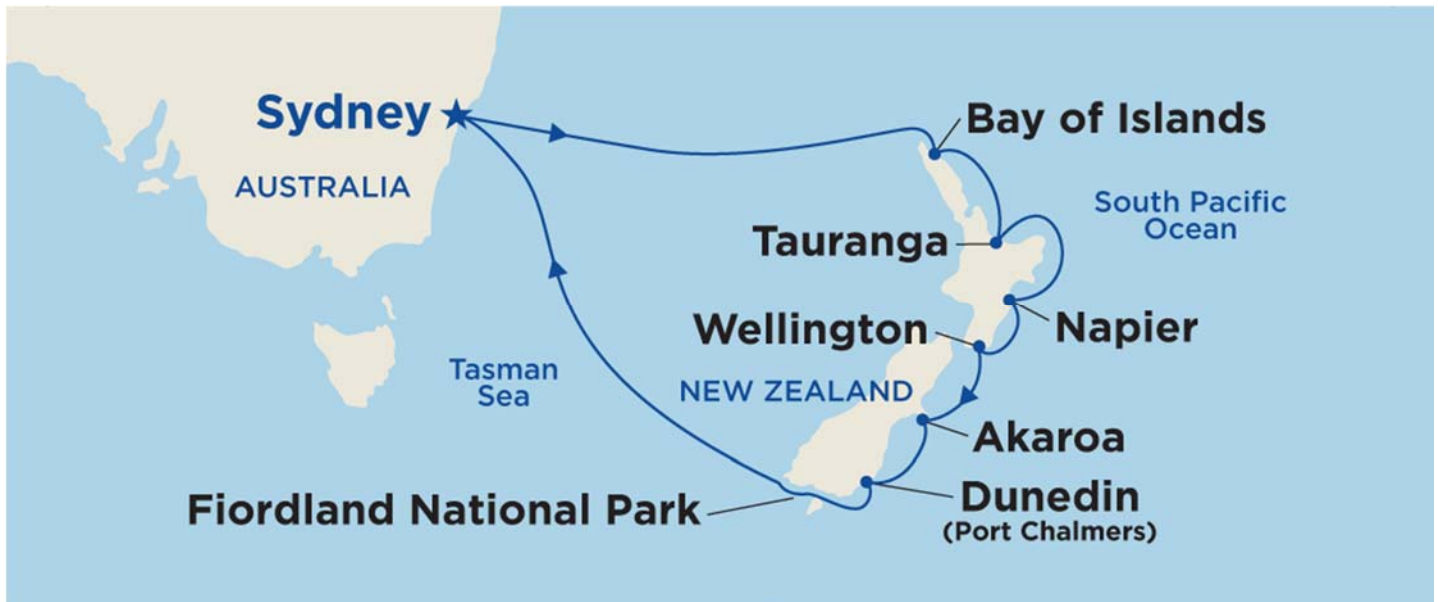 Sydney
Bay of Islands
AUSTRALIA
South Pacific
Ocean
Tauranga
Wellington
Napier
Tasman
Sea
NEW ZEALAND
Akaroa
Fiordland National Park
Dunedin
(Port Chalmers)